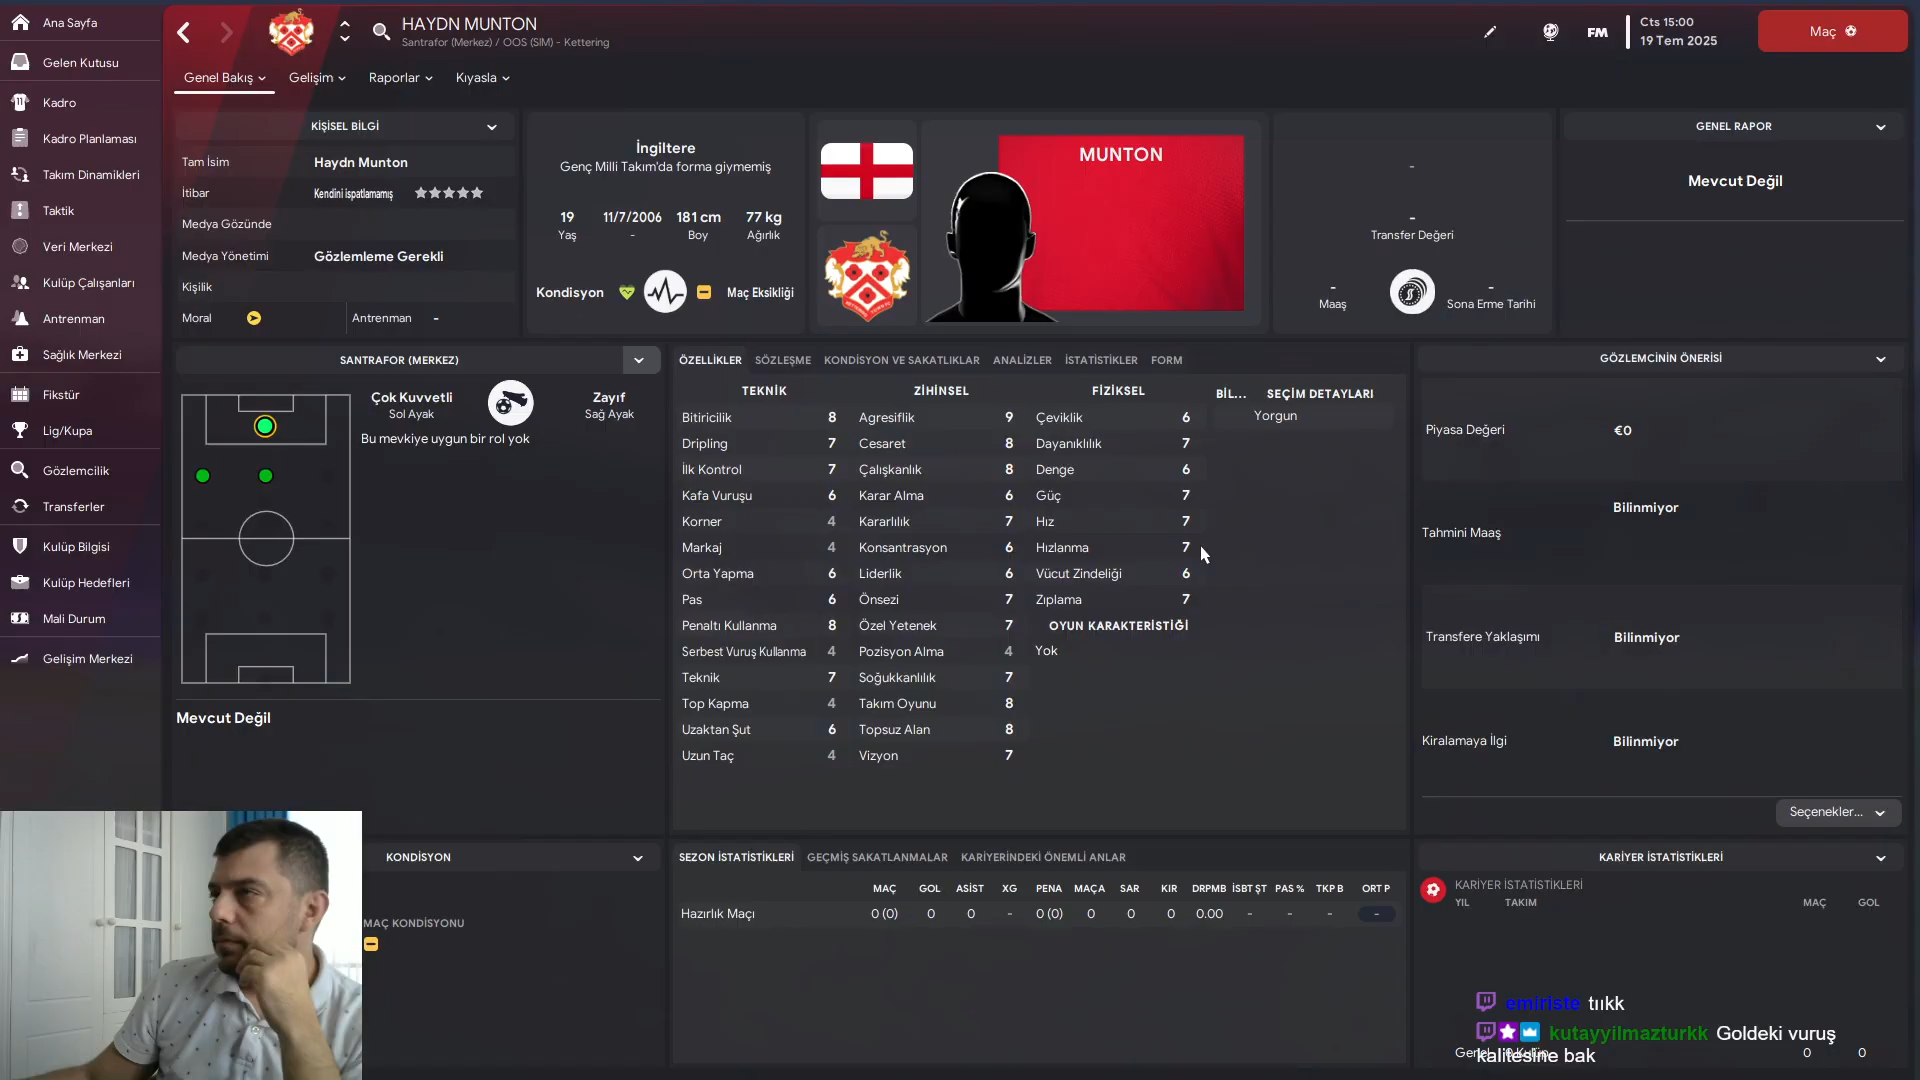 Ana Sayfa
Gelen Kutusu
Kadro
Kadro Planlaması
Takım Dinamikleri
Taktik
Veri Merkezi
Kulüp Çalışanları
Antrenman
Sağlık Merkezi
Fikstür
Lig/Kupa
Gözlemcilik
Transferler
Kulüp Bilgisi
Kulüp Hedefleri
Mali Durum
Gelişim Merkezi
HAYDN MUNTON
Santrafor (Merkez) / OOS (SIM) - Kettering
FM
Cts 15:00
19 Tem 2025
Maç
Genel Bakış
Gelişim
Raporlar
Kıyasla
KİŞİSEL BİLGİ
Tam İsim Haydn Munton
İtibar Kendini ispatlamamış
Medya Gözünde
Medya Yönetimi Gözlemleme Gerekli
Kişilik
Moral
Antrenman -
İngiltere
Genç Milli Takım'da forma giymemiş
19 11/7/2006 181 cm 77 kg
Yaş - Boy Ağırlık
Kondisyon Maç Eksikliği
MUNTON
-
-
Transfer Değeri
- -
Maaş Sona Erme Tarihi
GENEL RAPOR
Mevcut Değil
SANTRAFOR (MERKEZ)
Çok Kuvvetli Zayıf
Sol Ayak Sağ Ayak
Bu mevkiye uygun bir rol yok
Mevcut Değil
ÖZELLİKLER SÖZLEŞME KONDİSYON VE SAKATLIKLAR ANALİZLER İSTATİSTİKLER FORM
TEKNİK ZİHİNSEL FİZİKSEL BİL... SEÇİM DETAYLARI
Bitiricilik 8 Agresiflik 9 Çeviklik 6 Yorgun
Dripling 7 Cesaret 8 Dayanıklılık 7
İlk Kontrol 7 Çalışkanlık 8 Denge 6
Kafa Vuruşu 6 Karar Alma 6 Güç 7
Korner 4 Kararlılık 7 Hız 7
Markaj 4 Konsantrasyon 6 Hızlanma 7
Orta Yapma 6 Liderlik 6 Vücut Zindeliği 6
Pas 6 Önsezi 7 Zıplama 7
Penaltı Kullanma 8 Özel Yetenek 7 OYUN KARAKTERİSTİĞİ
Serbest Vuruş Kullanma 4 Pozisyon Alma 4 Yok
Teknik 7 Soğukkanlılık 7
Top Kapma 4 Takım Oyunu 8
Uzaktan Şut 6 Topsuz Alan 8
Uzun Taç 4 Vizyon 7
GÖZLEMCİNİN ÖNERİSİ
Piyasa Değeri €0
Tahmini Maaş Bilinmiyor
Transfere Yaklaşımı Bilinmiyor
Kiralamaya İlgi Bilinmiyor
Seçenekler...
KONDİSYON
MAÇ KONDİSYONU
SEZON İSTATİSTİKLERİ GEÇMİŞ SAKATLANMALAR KARİYERİNDEKİ ÖNEMLİ ANLAR
MAÇ GOL ASİST XG PENA MAÇA SAR KIR DRPMB İSBT ŞT PAS % TKP B ORT P
Hazırlık Maçı 0 (0) 0 0 - 0 (0) 0 0 0 0.00 - - - -
KARİYER İSTATİSTİKLERİ
KARİYER İSTATİSTİKLERİ
YIL TAKIM MAÇ GOL
emiriste tıkk
kutayyilmazturkk Goldeki vuruş
kalitesine bak
0 0